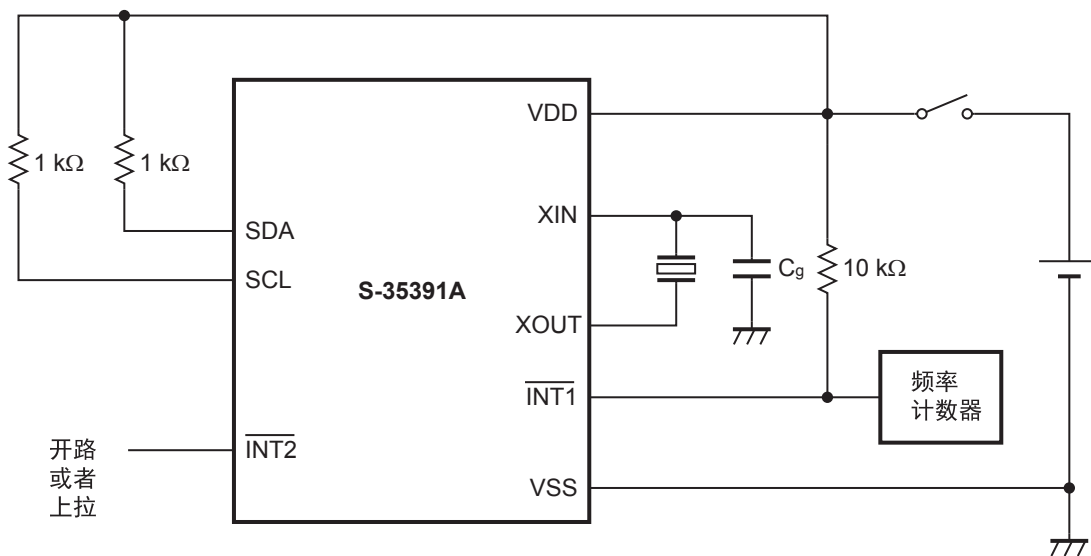 VDD
1 kΩ
1 kΩ
XIN
SDA
SCL
S-35391A
Cg
10 kΩ
XOUT
INT1
频率
计数器
开路
或者
上拉
INT2
VSS